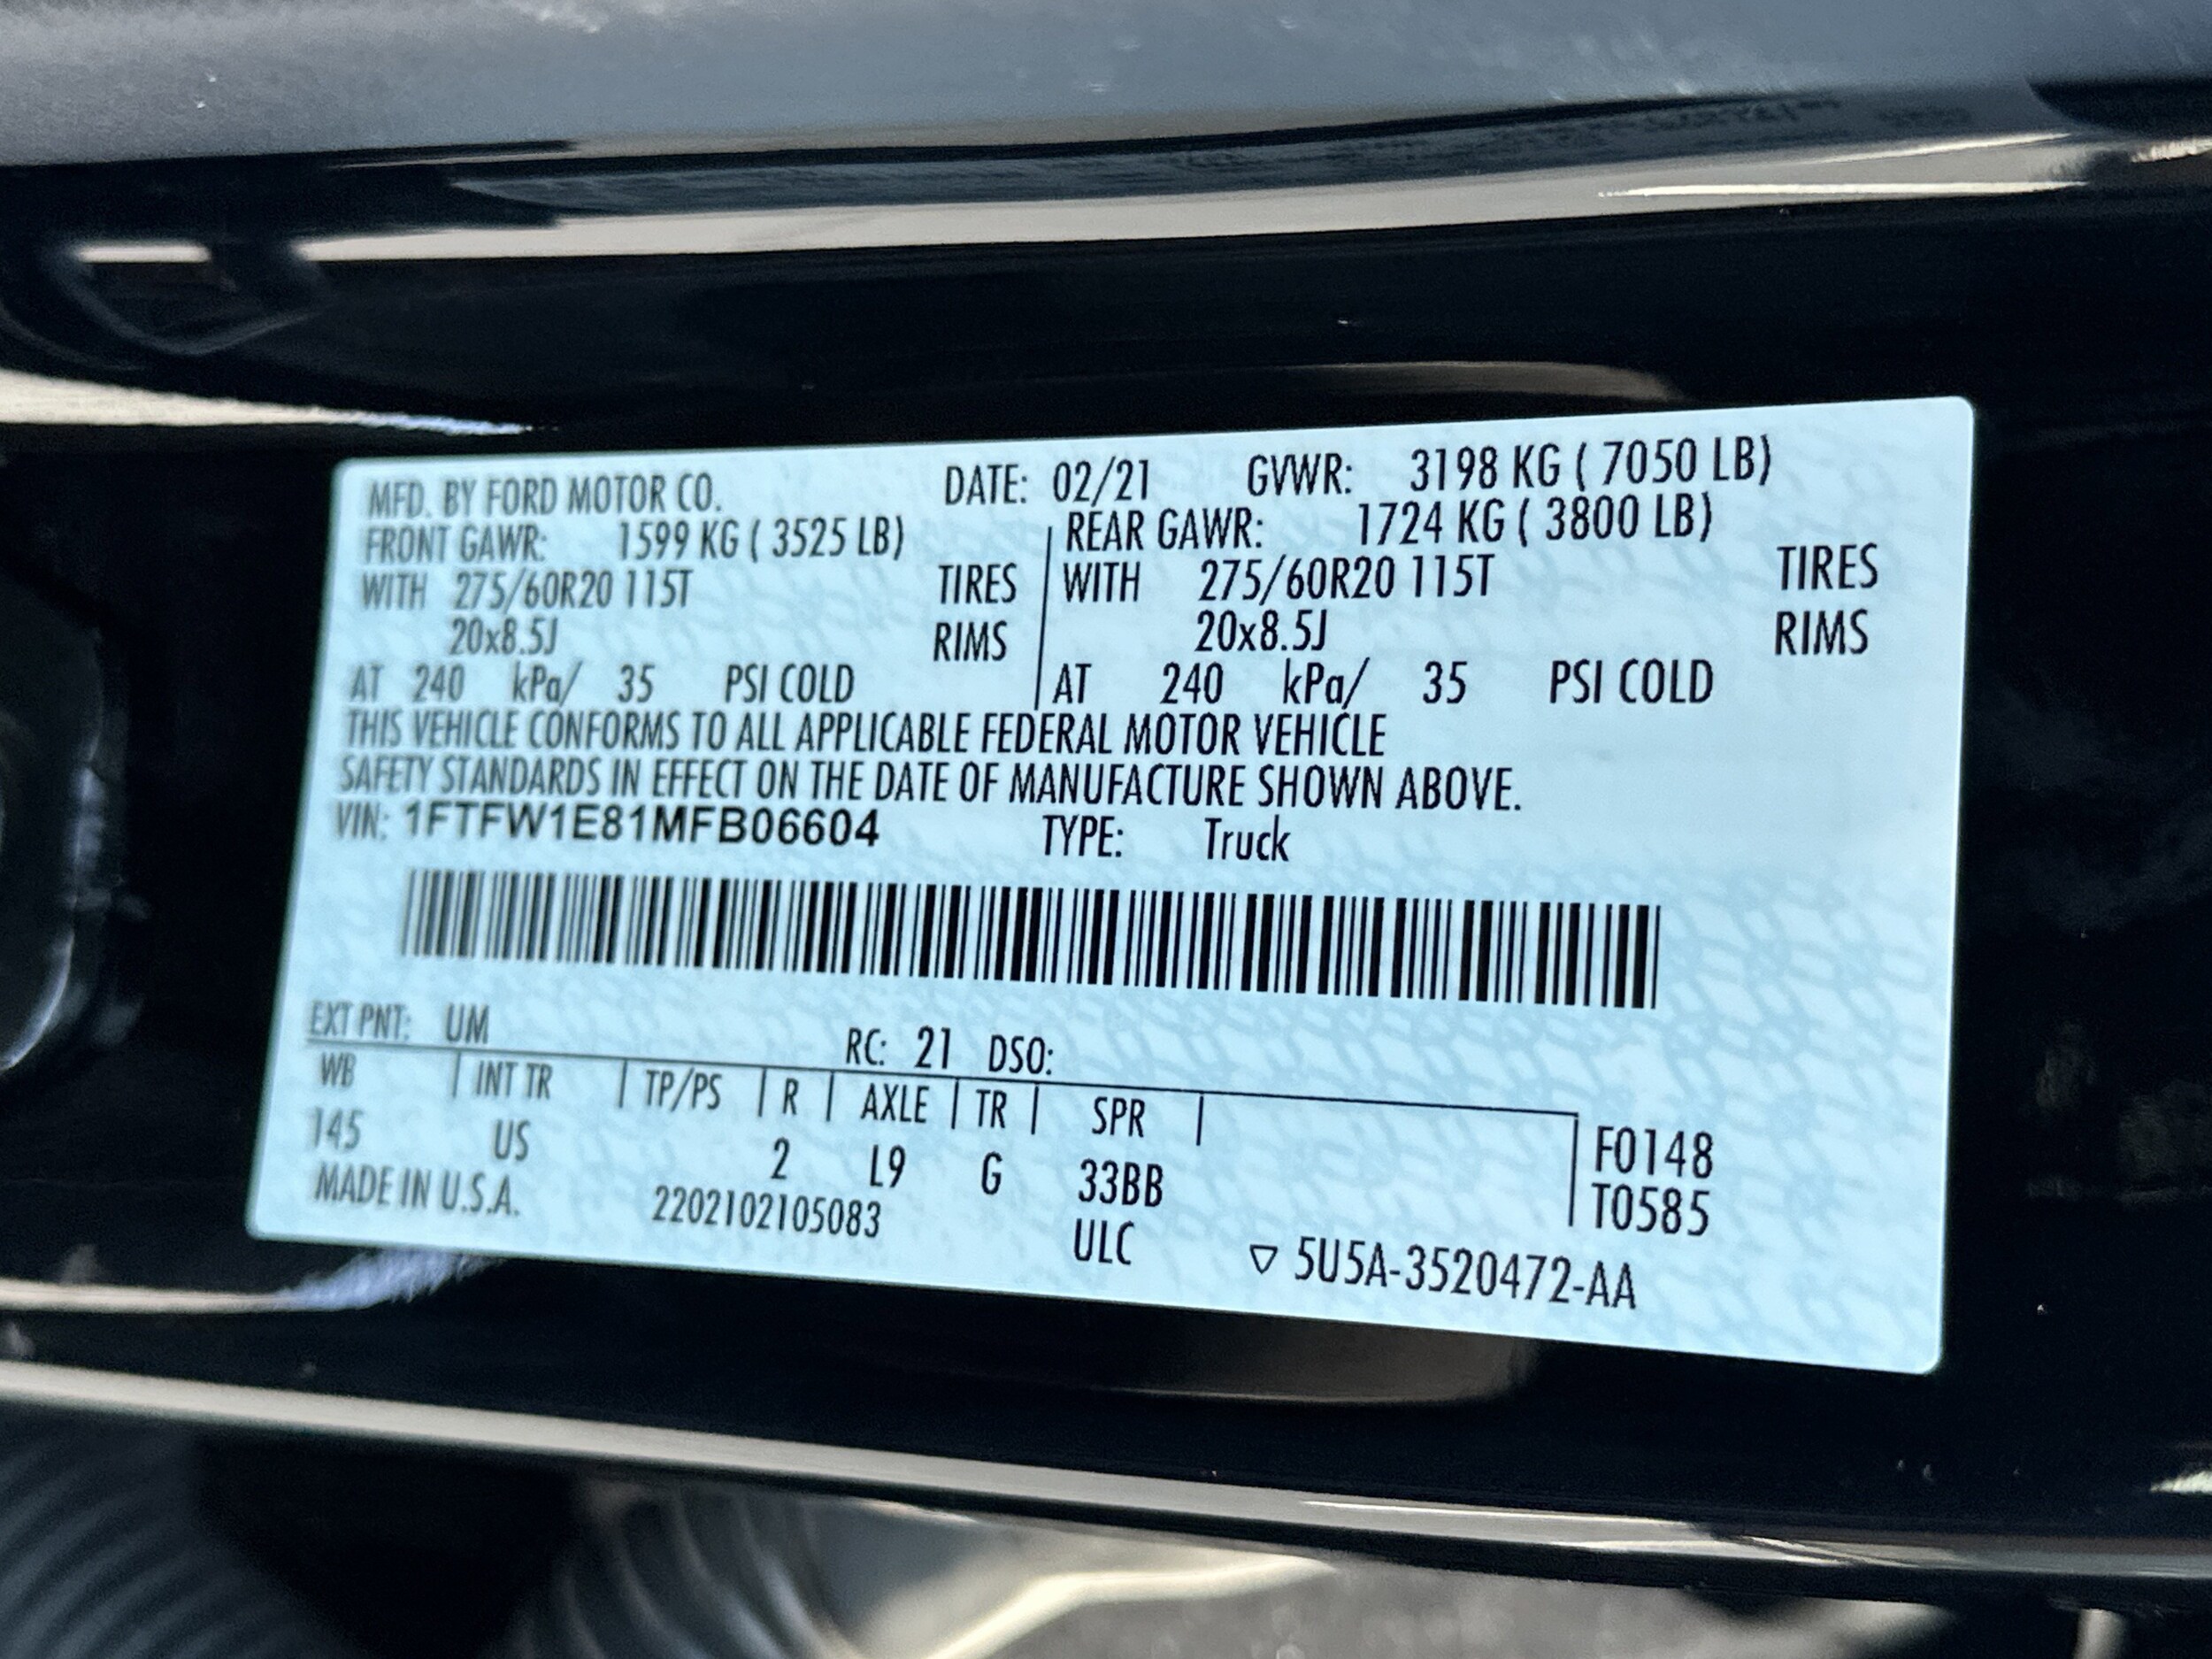 MFD. BY FORD MOTOR CO. DATE: 02/21 GVWR: 3198 KG ( 7050 LB)
FRONT GAWR: 1599 KG ( 3525 LB) REAR GAWR: 1724 KG ( 3800 LB)
WITH 275/60R20 115T TIRES WITH 275/60R20 115T TIRES
20x8.5J RIMS 20x8.5J RIMS
AT 240 kPa/ 35 PSI COLD AT 240 kPa/ 35 PSI COLD
THIS VEHICLE CONFORMS TO ALL APPLICABLE FEDERAL MOTOR VEHICLE
SAFETY STANDARDS IN EFFECT ON THE DATE OF MANUFACTURE SHOWN ABOVE.
VIN: 1FTFW1E81MFB06604 TYPE: Truck
EXT PNT: UM RC: 21 DSO:
WB | INT TR | TP/PS | R | AXLE | TR | SPR |
145 US 2 L9 G 33BB F0148
MADE IN U.S.A. 2202102105083 ULC T0585
▽ 5U5A-3520472-AA